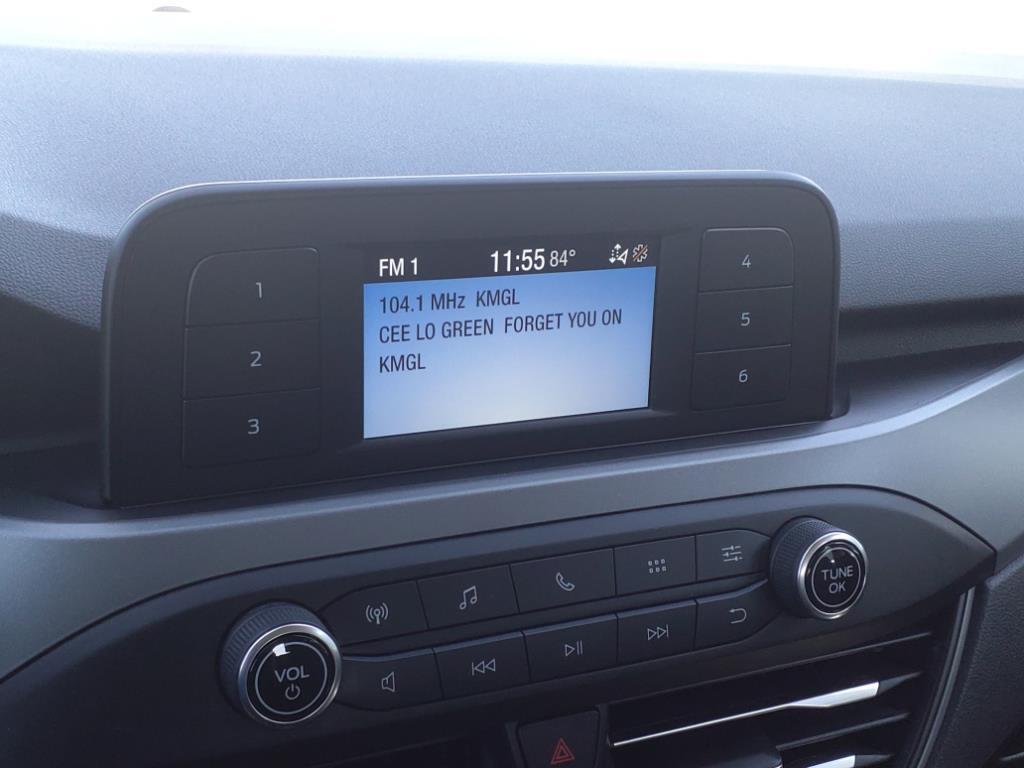 FM 1 11:55 84°
104.1 MHz KMGL
CEE LO GREEN FORGET YOU ON
KMGL
1
2
3
4
5
6
VOL
TUNE
OK